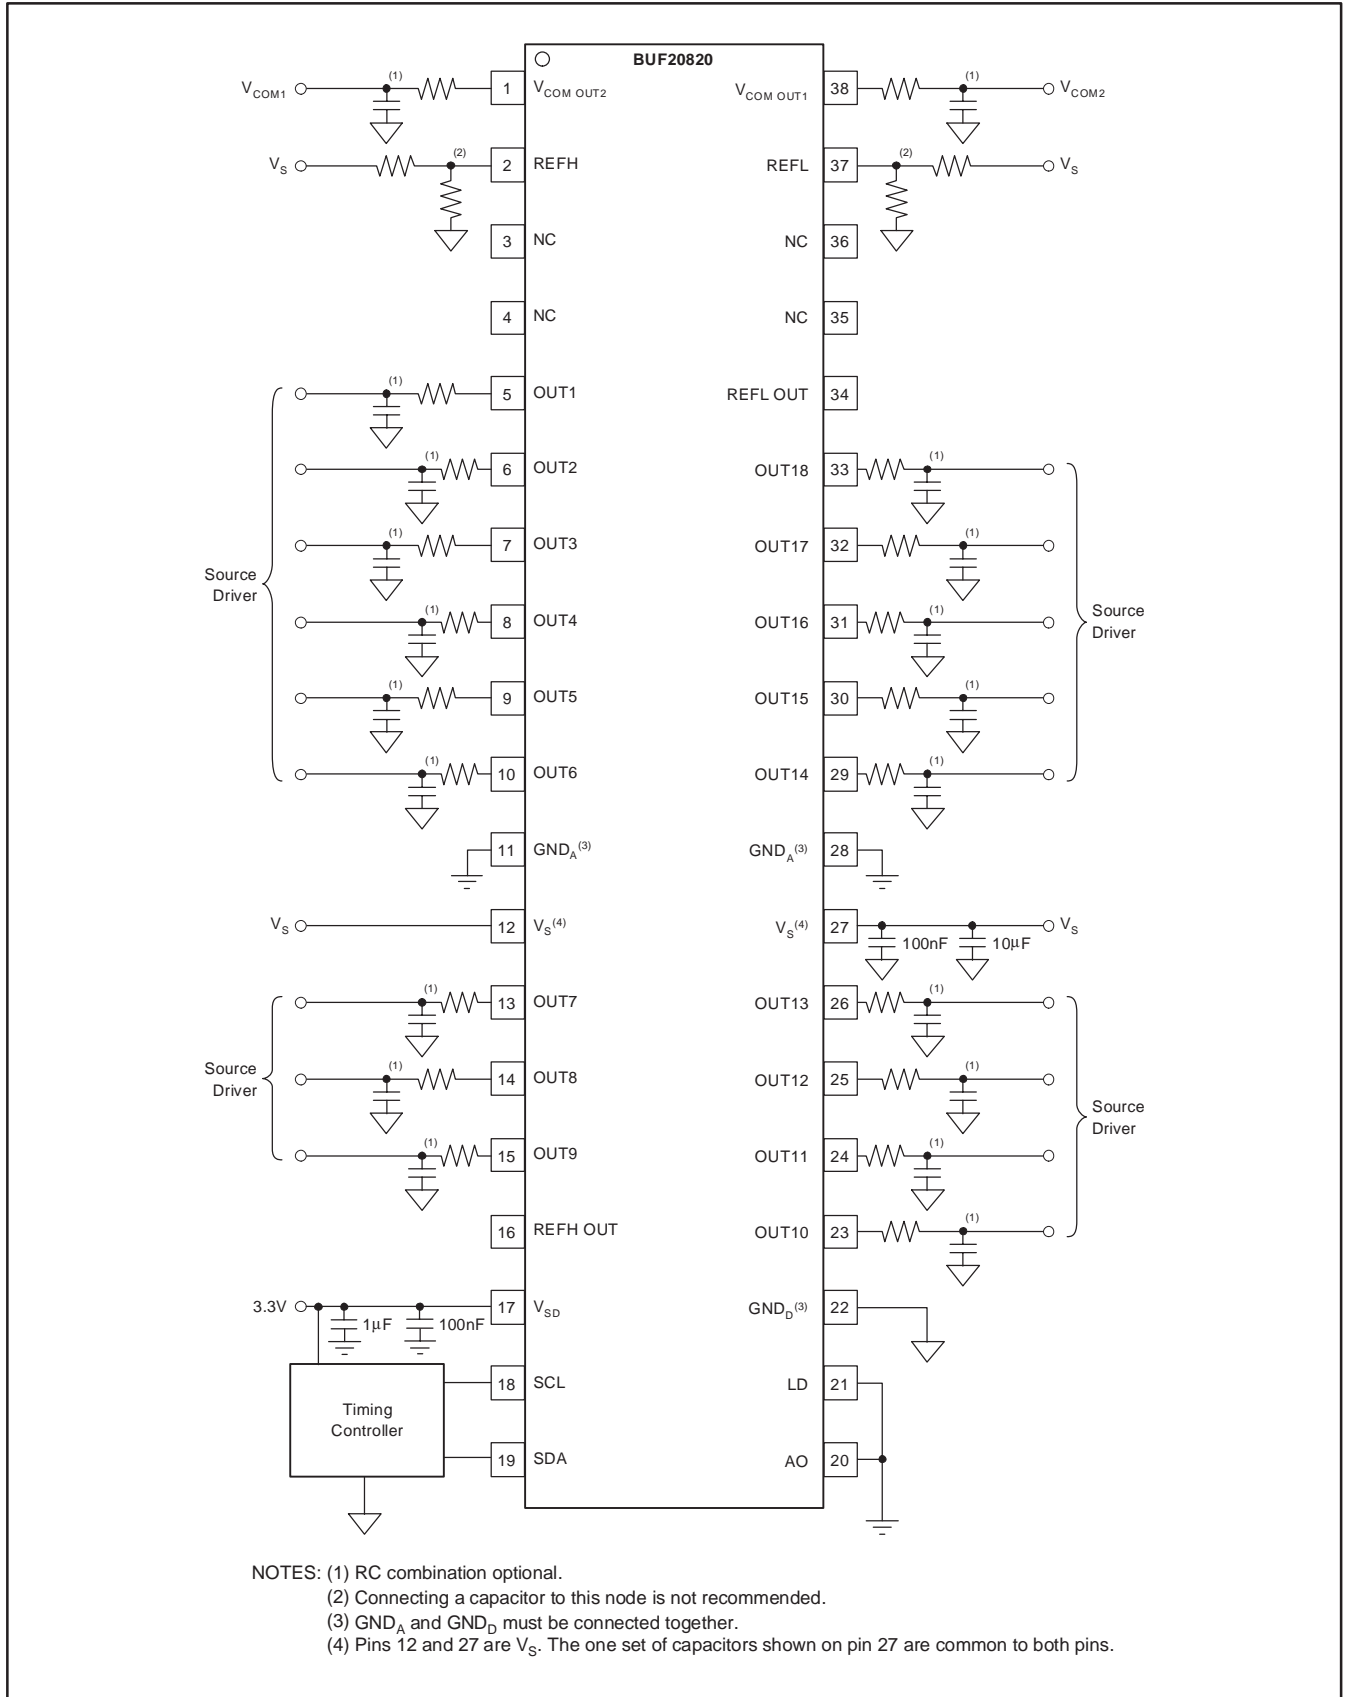 BUF20820
V_COM1 (1) 1 V_COM OUT2 V_COM OUT1 38 (1) V_COM2
V_S (2) 2 REFH REFL 37 (2) V_S
3 NC NC 36
4 NC NC 35
(1) 5 OUT1 REFL OUT 34
(1) 6 OUT2 OUT18 33 (1)
(1) 7 OUT3 OUT17 32 (1)
Source
Driver
(1) 8 OUT4 OUT16 31 (1)
Source
Driver
(1) 9 OUT5 OUT15 30 (1)
(1) 10 OUT6 OUT14 29 (1)
11 GND_A(3) GND_A(3) 28
V_S 12 V_S(4) V_S(4) 27 V_S
100nF 10μF
(1) 13 OUT7 OUT13 26 (1)
Source
Driver
(1) 14 OUT8 OUT12 25 (1)
Source
Driver
(1) 15 OUT9 OUT11 24 (1)
16 REFH OUT OUT10 23 (1)
3.3V 17 V_SD GND_D(3) 22
1μF 100nF
18 SCL LD 21
Timing
Controller
19 SDA AO 20
NOTES: (1) RC combination optional.
(2) Connecting a capacitor to this node is not recommended.
(3) GND_A and GND_D must be connected together.
(4) Pins 12 and 27 are V_S. The one set of capacitors shown on pin 27 are common to both pins.